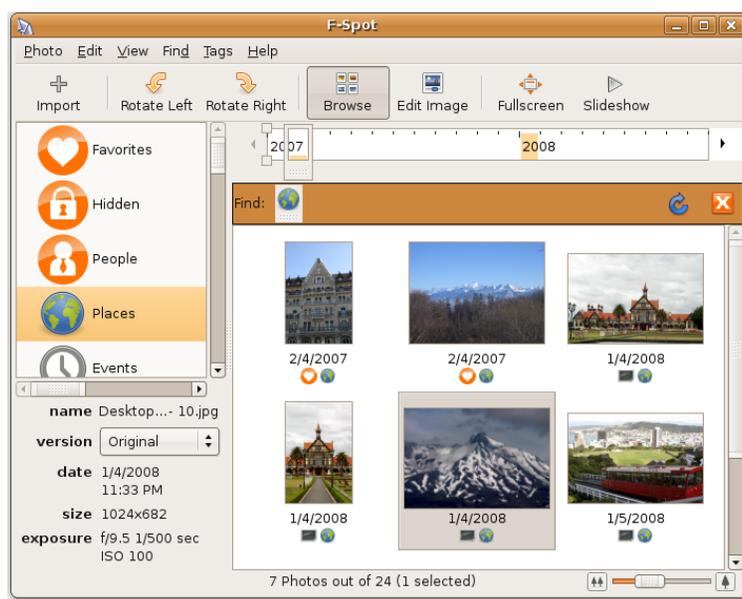 F-Spot
Photo Edit View Find Tags Help
Import Rotate Left Rotate Right Browse Edit Image Fullscreen Slideshow
2007 2008
Favorites
Hidden
People
Places
Events
Find:
2/4/2007 2/4/2007 1/4/2008
1/4/2008 1/4/2008 1/5/2008
name Desktop...- 10.jpg
version Original
date 1/4/2008
11:33 PM
size 1024x682
exposure f/9.5 1/500 sec
ISO 100
7 Photos out of 24 (1 selected)